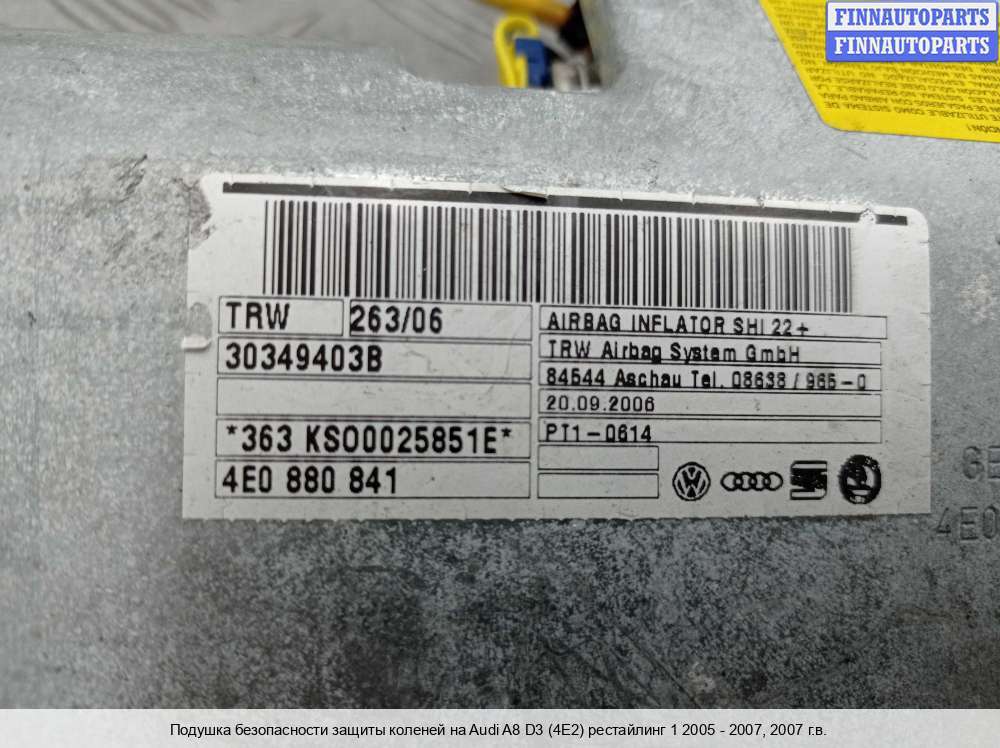 FINNAUTOPARTS
FINNAUTOPARTS
TRW 263/06
30349403B
*363 KS00025851E*
4E0 880 841
AIRBAG INFLATOR SHI 22+
TRW Airbag System GmbH
84544 Aschau Tel. 08638 / 965-0
20.09.2006
PT1-0614
4E0
Подушка безопасности защиты коленей на Audi A8 D3 (4E2) рестайлинг 1 2005 - 2007, 2007 г.в.